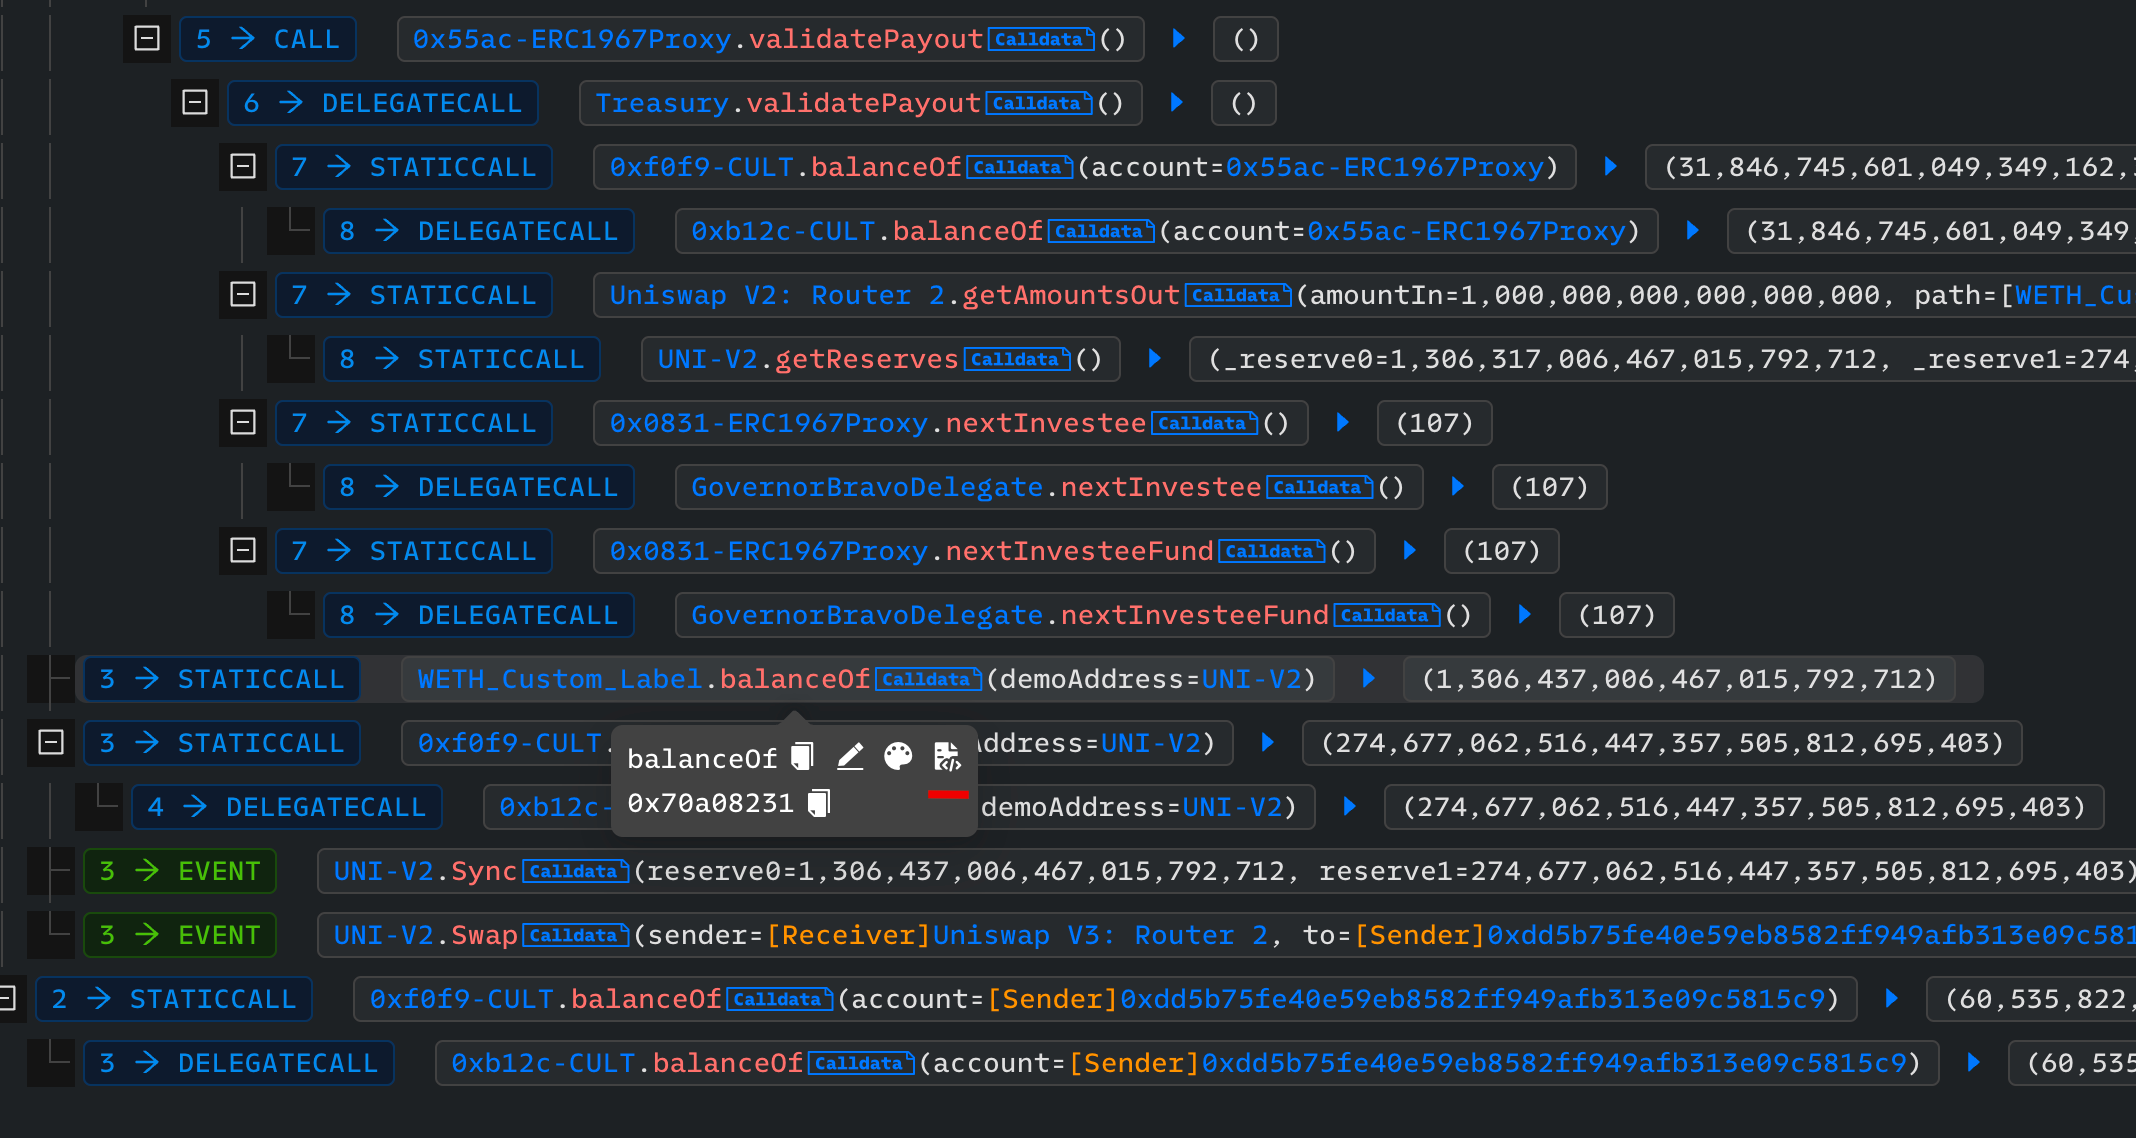 5 → CALL 0x55ac-ERC1967Proxy.validatePayout Calldata () ()
6 → DELEGATECALL Treasury.validatePayout Calldata () ()
7 → STATICCALL 0xf0f9-CULT.balanceOf Calldata (account=0x55ac-ERC1967Proxy) (31,846,745,601,049,349,162,
8 → DELEGATECALL 0xb12c-CULT.balanceOf Calldata (account=0x55ac-ERC1967Proxy) (31,846,745,601,049,349,
7 → STATICCALL Uniswap V2: Router 2.getAmountsOut Calldata (amountIn=1,000,000,000,000,000,000, path=[WETH_Cu
8 → STATICCALL UNI-V2.getReserves Calldata () (_reserve0=1,306,317,006,467,015,792,712, _reserve1=274,
7 → STATICCALL 0x0831-ERC1967Proxy.nextInvestee Calldata () (107)
8 → DELEGATECALL GovernorBravoDelegate.nextInvestee Calldata () (107)
7 → STATICCALL 0x0831-ERC1967Proxy.nextInvesteeFund Calldata () (107)
8 → DELEGATECALL GovernorBravoDelegate.nextInvesteeFund Calldata () (107)
3 → STATICCALL WETH_Custom_Label.balanceOf Calldata (demoAddress=UNI-V2) (1,306,437,006,467,015,792,712)
3 → STATICCALL 0xf0f9-CULT. Address=UNI-V2) (274,677,062,516,447,357,505,812,695,403)
balanceOf
0x70a08231
4 → DELEGATECALL 0xb12c- demoAddress=UNI-V2) (274,677,062,516,447,357,505,812,695,403)
3 → EVENT UNI-V2.Sync Calldata (reserve0=1,306,437,006,467,015,792,712, reserve1=274,677,062,516,447,357,505,812,695,403)
3 → EVENT UNI-V2.Swap Calldata (sender=[Receiver]Uniswap V3: Router 2, to=[Sender]0xdd5b75fe40e59eb8582ff949afb313e09c581
2 → STATICCALL 0xf0f9-CULT.balanceOf Calldata (account=[Sender]0xdd5b75fe40e59eb8582ff949afb313e09c5815c9) (60,535,822,
3 → DELEGATECALL 0xb12c-CULT.balanceOf Calldata (account=[Sender]0xdd5b75fe40e59eb8582ff949afb313e09c5815c9) (60,535